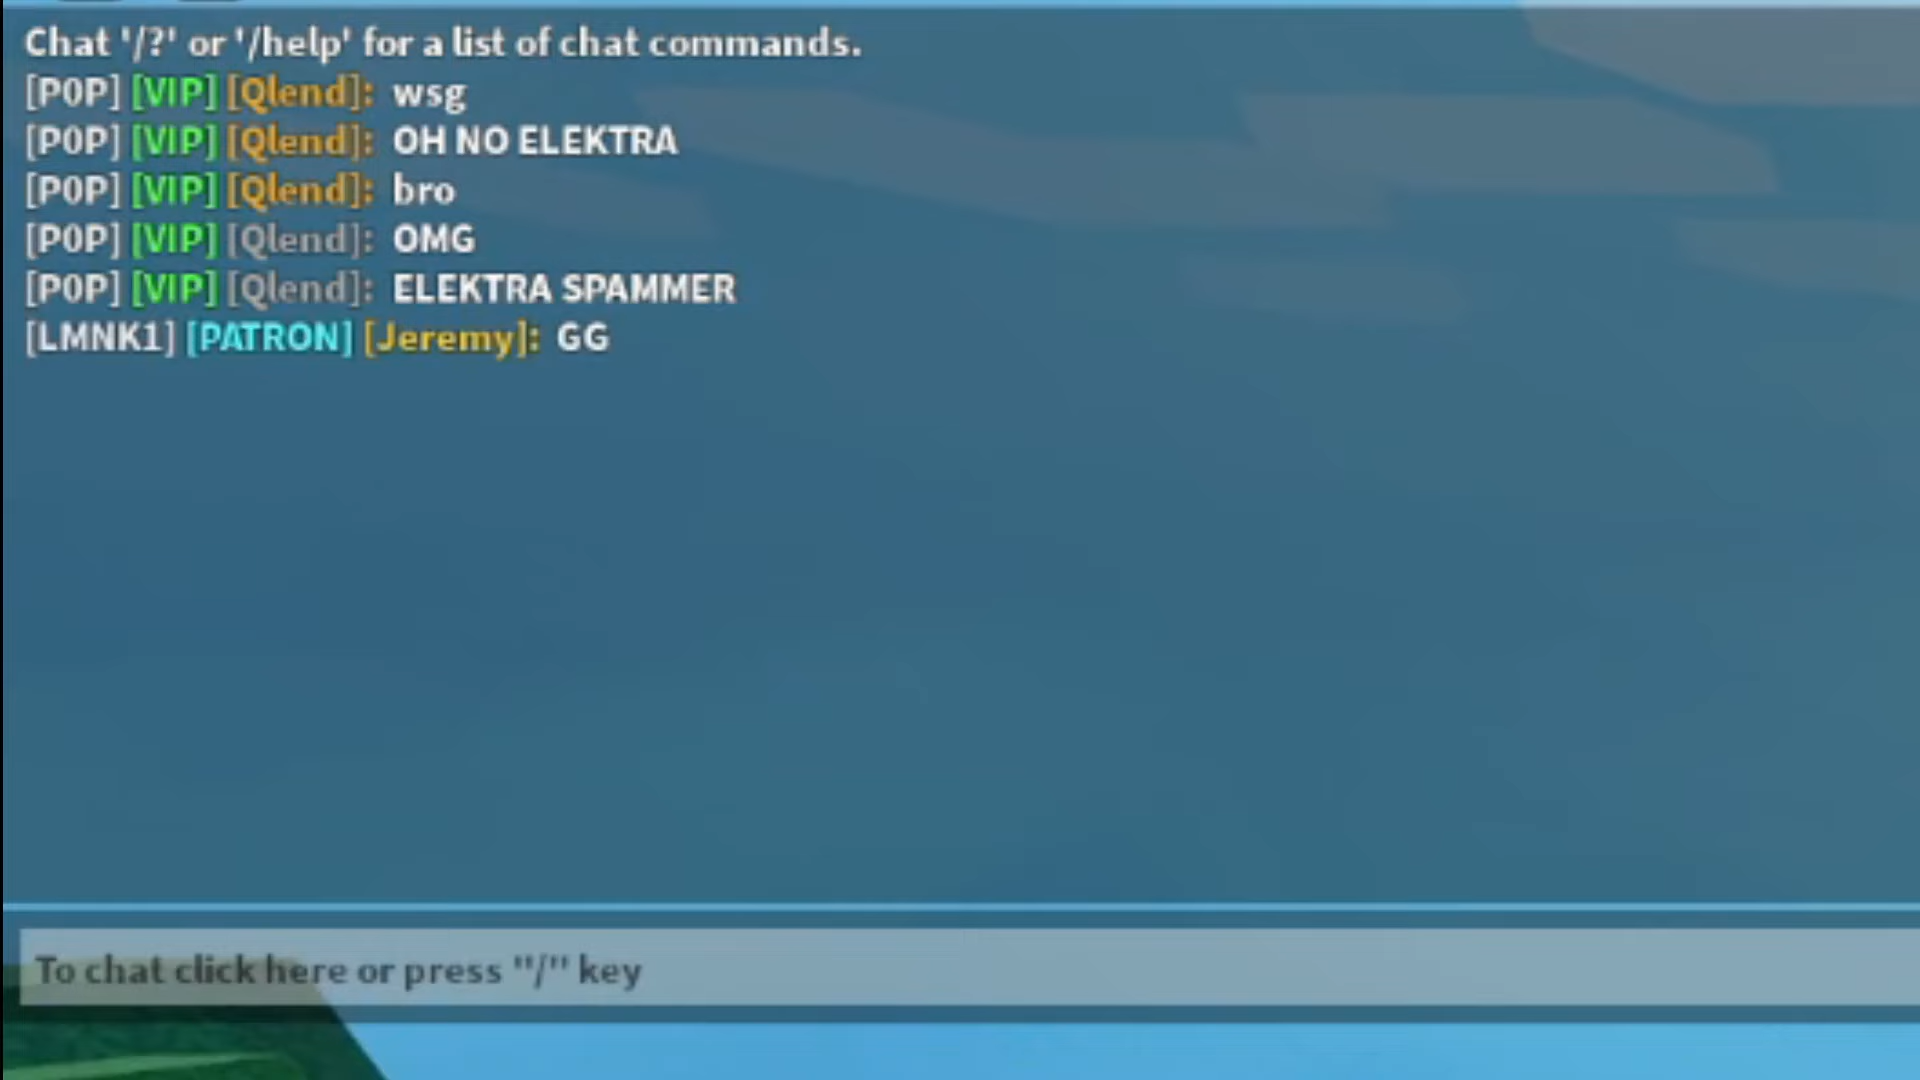 Chat '/?' or '/help' for a list of chat commands.
[P0P] [VIP] [Qlend]: wsg
[P0P] [VIP] [Qlend]: OH NO ELEKTRA
[P0P] [VIP] [Qlend]: bro
[P0P] [VIP] [Qlend]: OMG
[P0P] [VIP] [Qlend]: ELEKTRA SPAMMER
[LMNK1] [PATRON] [Jeremy]: GG
To chat click here or press "/" key